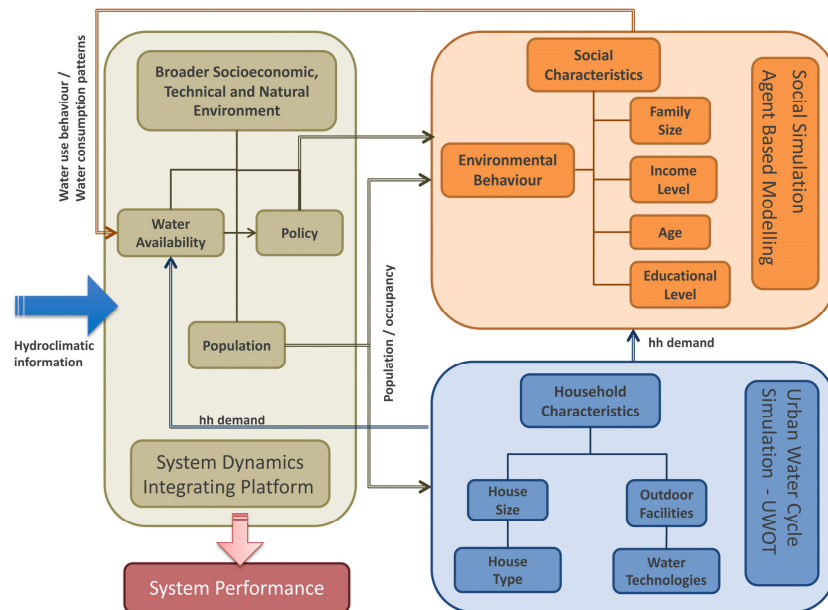 Water use behaviour /
Water consumption patterns
Broader Socioeconomic,
Technical and Natural
Environment
Water
Availability
Policy
Population
Hydroclimatic
information
hh demand
System Dynamics
Integrating Platform
System Performance
Population / occupancy
Social
Characteristics
Environmental
Behaviour
Family
Size
Income
Level
Age
Educational
Level
Social Simulation
Agent Based Modelling
hh demand
Household
Characteristics
House
Size
House
Type
Outdoor
Facilities
Water
Technologies
Urban Water Cycle
Simulation - UWOT